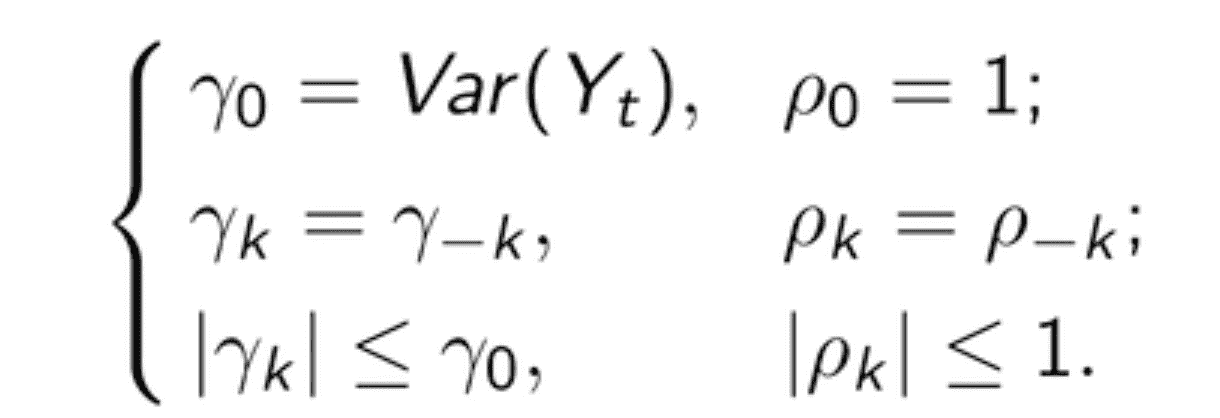 γ₀ = Var(Yₜ), ρ₀ = 1;
γₖ = γ₋ₖ, ρₖ = ρ₋ₖ;
|γₖ| ≤ γ₀, |ρₖ| ≤ 1.